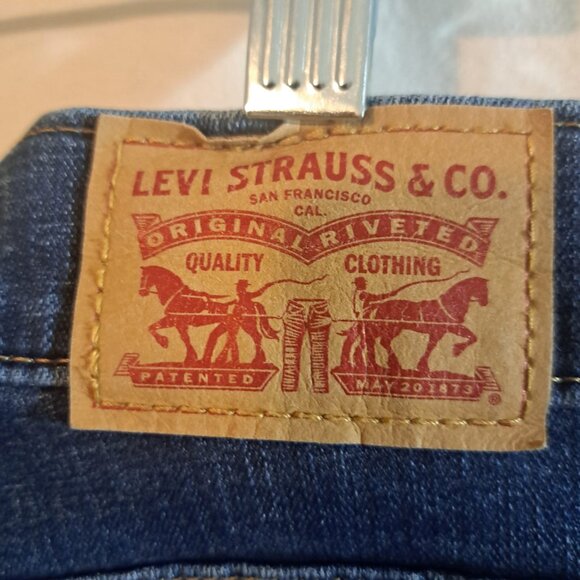 LEVI STRAUSS & CO.
SAN FRANCISCO
CAL.
ORIGINAL RIVETED
QUALITY CLOTHING
PATENTED MAY 20 1873
®